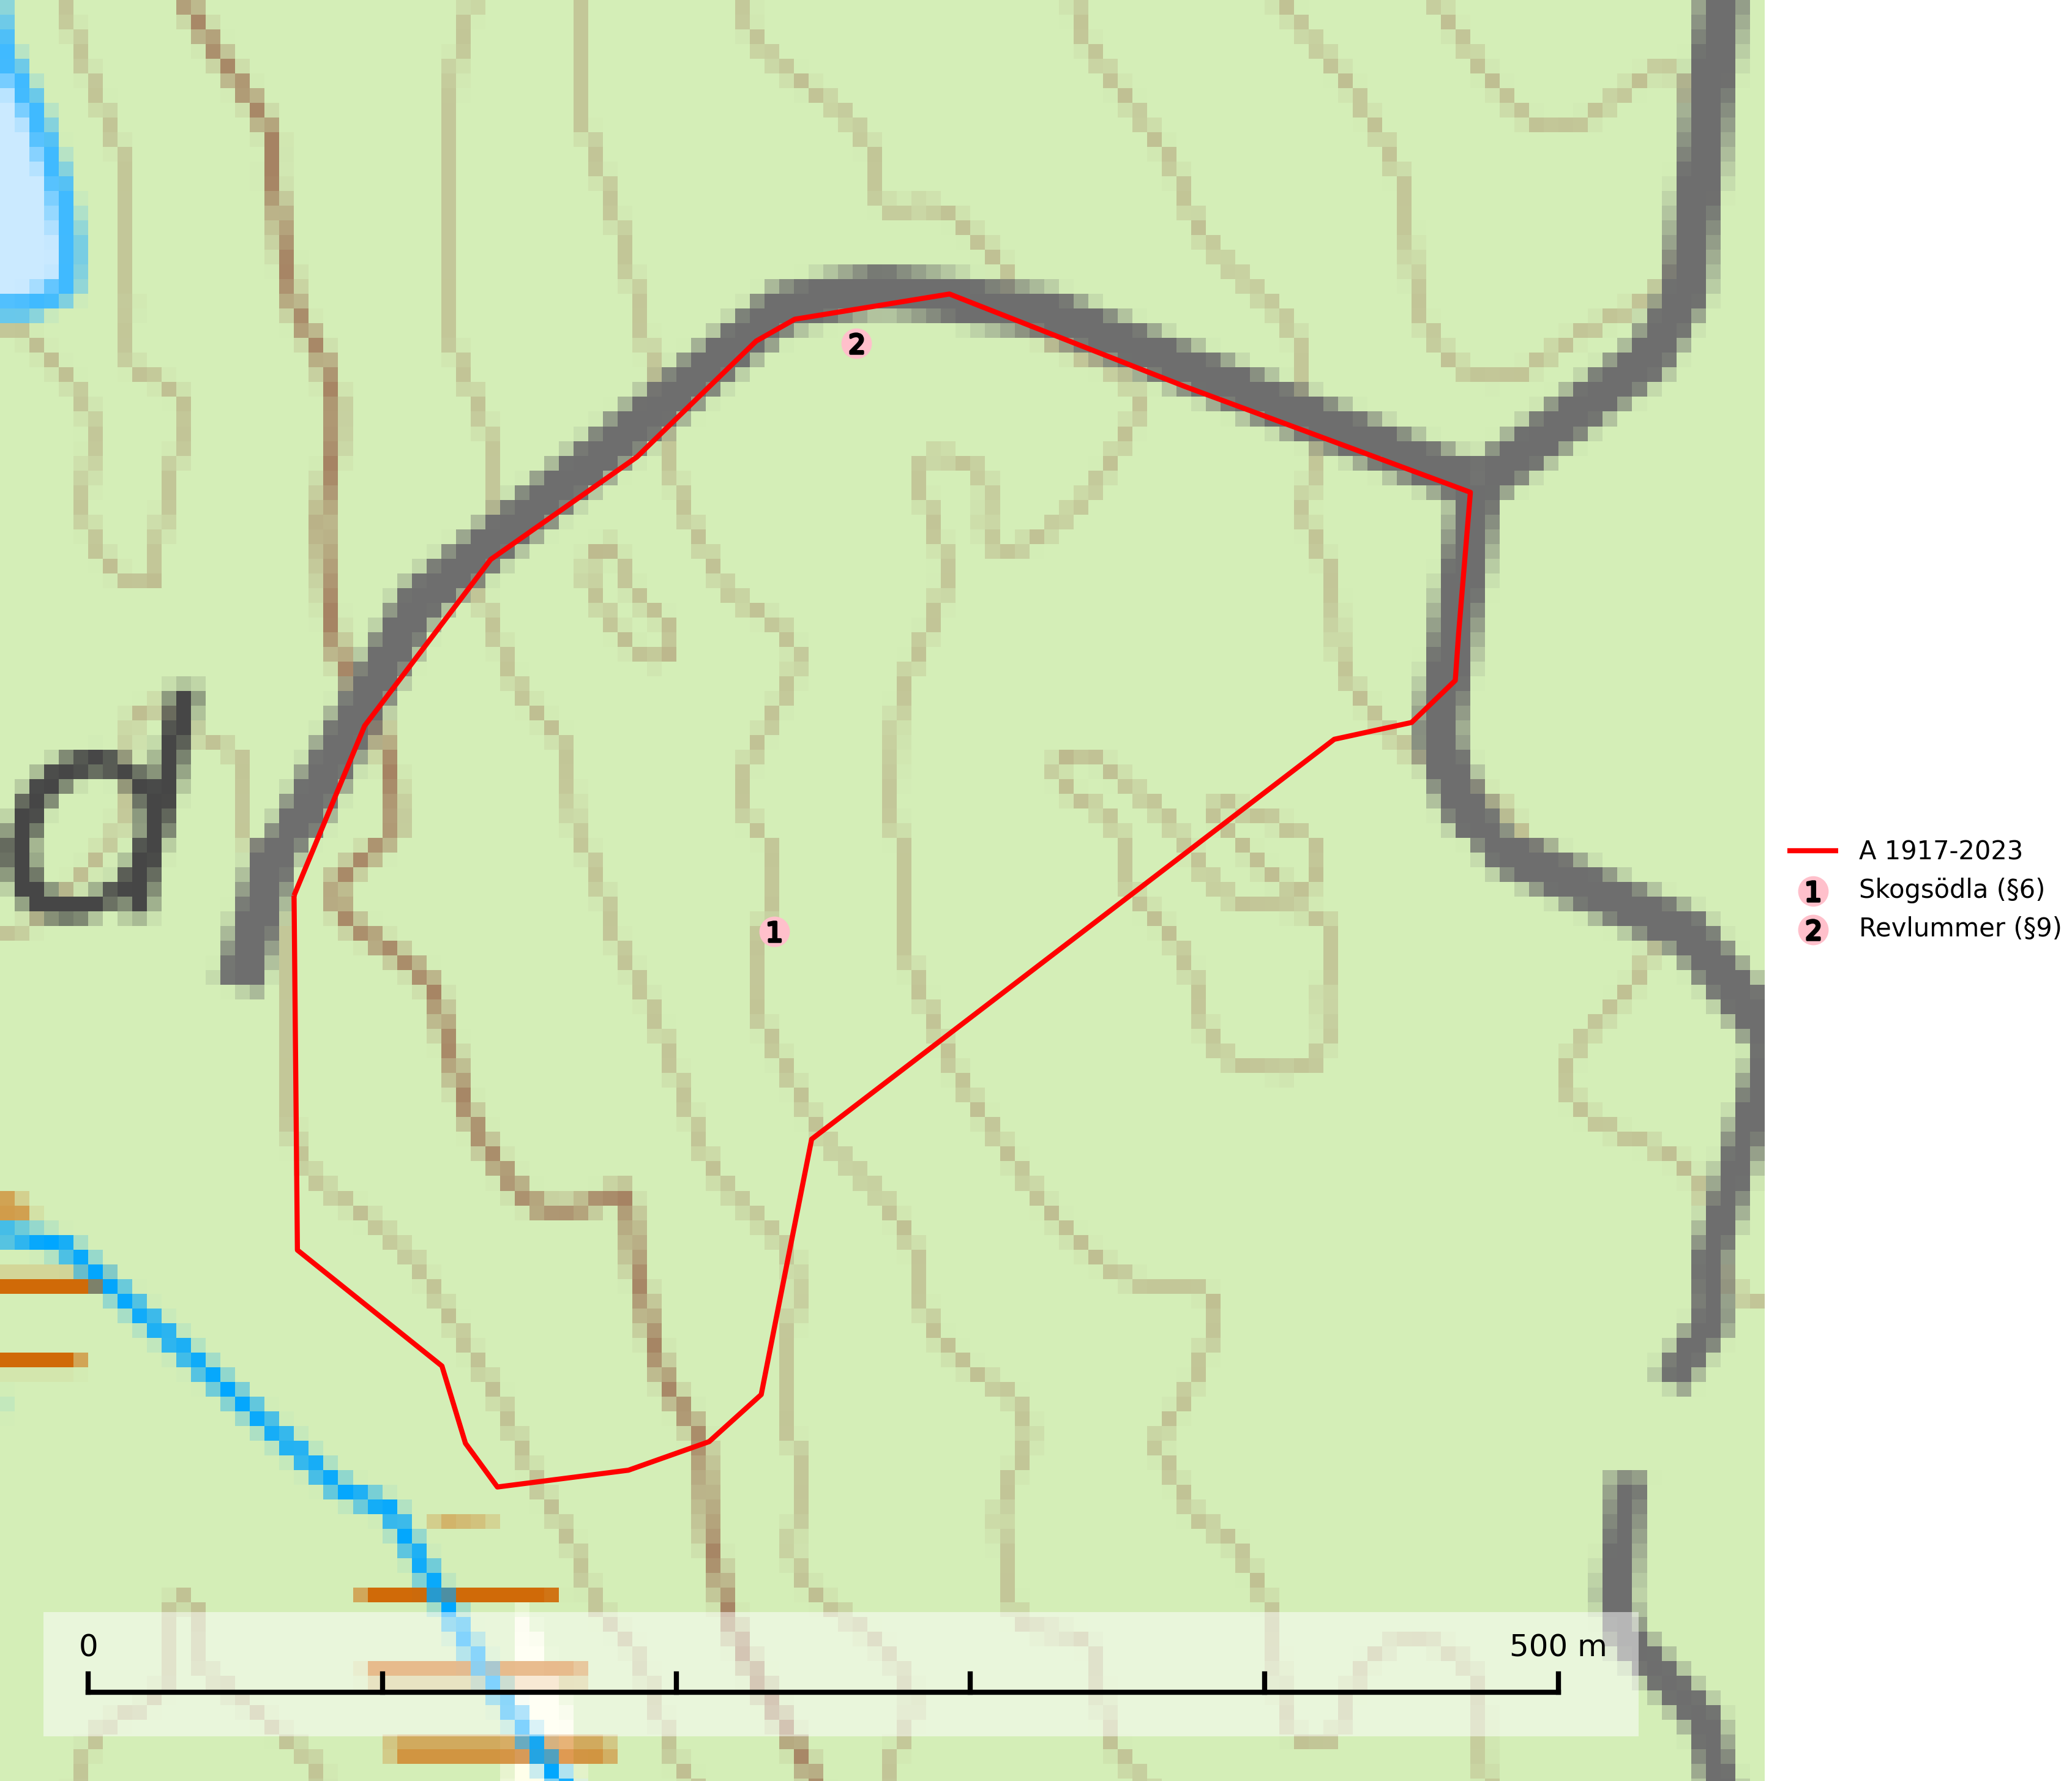 d
2
1
A 1917-2023
1 Skogsödla (§6)
2 Revlummer (§9)
0 500 m